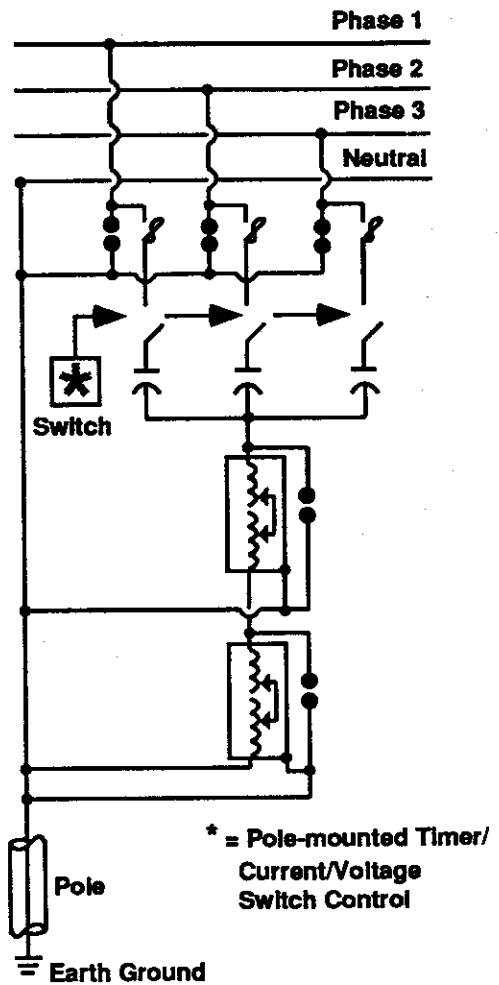 Phase 1
Phase 2
Phase 3
Neutral
*
Switch
* = Pole-mounted Timer/
Current/Voltage
Switch Control
Pole
Earth Ground